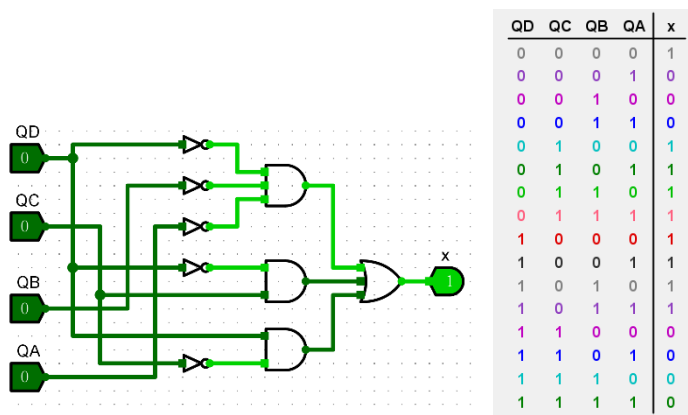 QD
0
QC
0
QB
0
QA
0
x
1
QD QC QB QA x
0 0 0 0 1
0 0 0 1 0
0 0 1 0 0
0 0 1 1 0
0 1 0 0 1
0 1 0 1 1
0 1 1 0 1
0 1 1 1 1
1 0 0 0 1
1 0 0 1 1
1 0 1 0 1
1 0 1 1 1
1 1 0 0 0
1 1 0 1 0
1 1 1 0 0
1 1 1 1 0